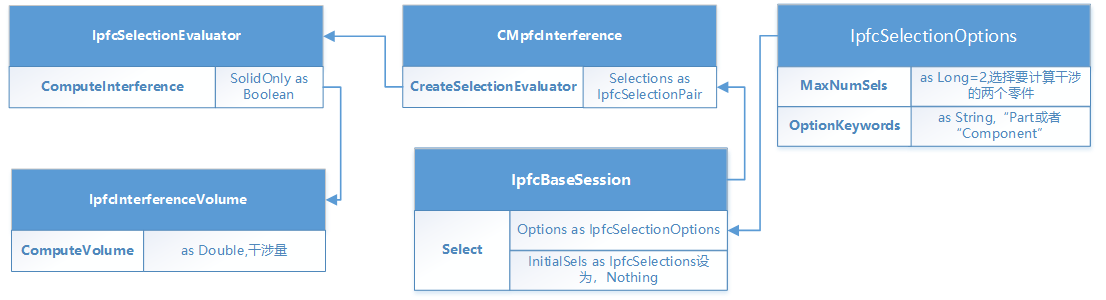 IpfcSelectionEvaluator
ComputeInterference
SolidOnly as
Boolean
CMpfcInterference
CreateSelectionEvaluator
Selections as
IpfcSelectionPair
IpfcSelectionOptions
MaxNumSels
as Long=2,选择要计算干涉
的两个零件
OptionKeywords
as String,“Part或者
“Component”
IpfcInterferenceVolume
ComputeVolume
as Double,干涉量
IpfcBaseSession
Select
Options as IpfcSelectionOptions
InitialSels as IpfcSelections设
为，Nothing